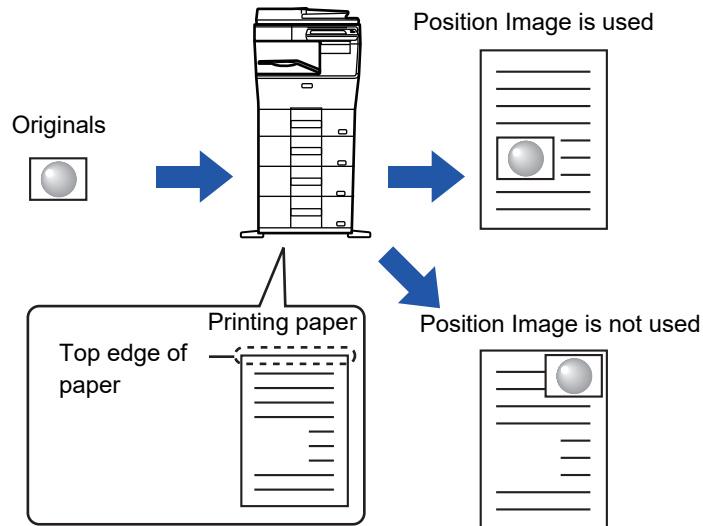 Position Image is used
Originals
Printing paper
Top edge of
paper
Position Image is not used